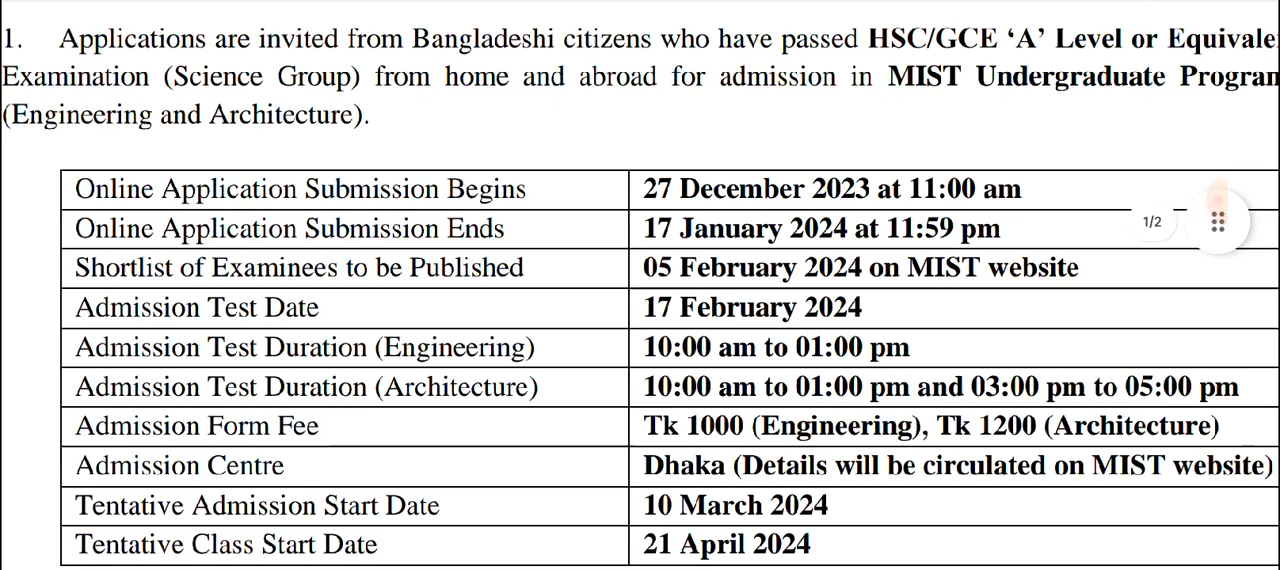 1. Applications are invited from Bangladeshi citizens who have passed HSC/GCE ‘A’ Level or
Examination (Science Group) from home and abroad for admission in MIST Undergraduate
(Engineering and Architecture).
Online Application Submission Begins 27 December 2023 at 11:00 am
Online Application Submission Ends 17 January 2024 at 11:59 pm
1/2
Shortlist of Examinees to be Published 05 February 2024 on MIST website
Admission Test Date 17 February 2024
Admission Test Duration (Engineering) 10:00 am to 01:00 pm
Admission Test Duration (Architecture) 10:00 am to 01:00 pm and 03:00 pm to 05:00 pm
Admission Form Fee Tk 1000 (Engineering), Tk 1200 (Architecture)
Admission Centre Dhaka (Details will be circulated on MIST website)
Tentative Admission Start Date 10 March 2024
Tentative Class Start Date 21 April 2024